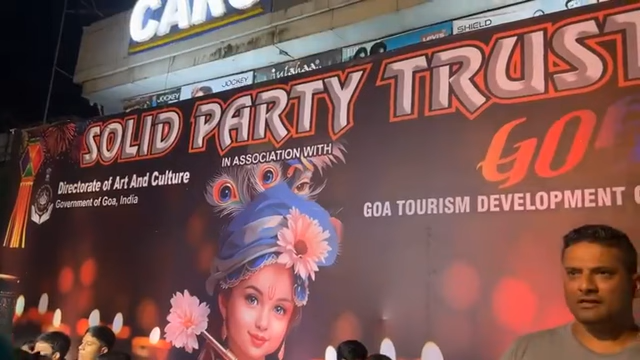 JOCKEY
JOCKEY
SHIELD
SOLID PARTY TRUST
IN ASSOCIATION WITH
Directorate of Art And Culture
Government of Goa, India
GOA TOURISM DEVELOPMENT